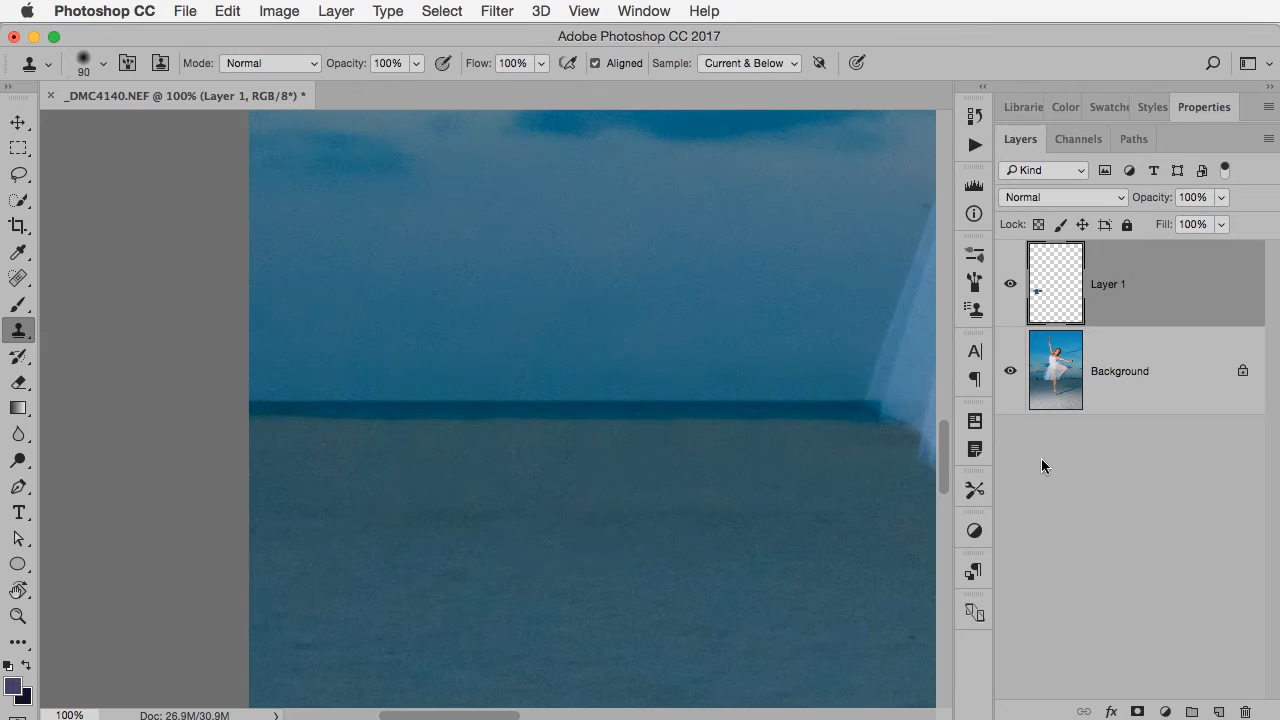 Photoshop CC File Edit Image Layer Type Select Filter 3D View Window Help
Adobe Photoshop CC 2017
90 Mode: Normal Opacity: 100% Flow: 100% Aligned Sample: Current & Below
_DMC4140.NEF @ 100% (Layer 1, RGB/8*) *
Librarie Color Swatche Styles Properties
Layers Channels Paths
Kind
Normal Opacity: 100%
Lock: Fill: 100%
Layer 1
Background
100% Doc: 26.9M/30.9M